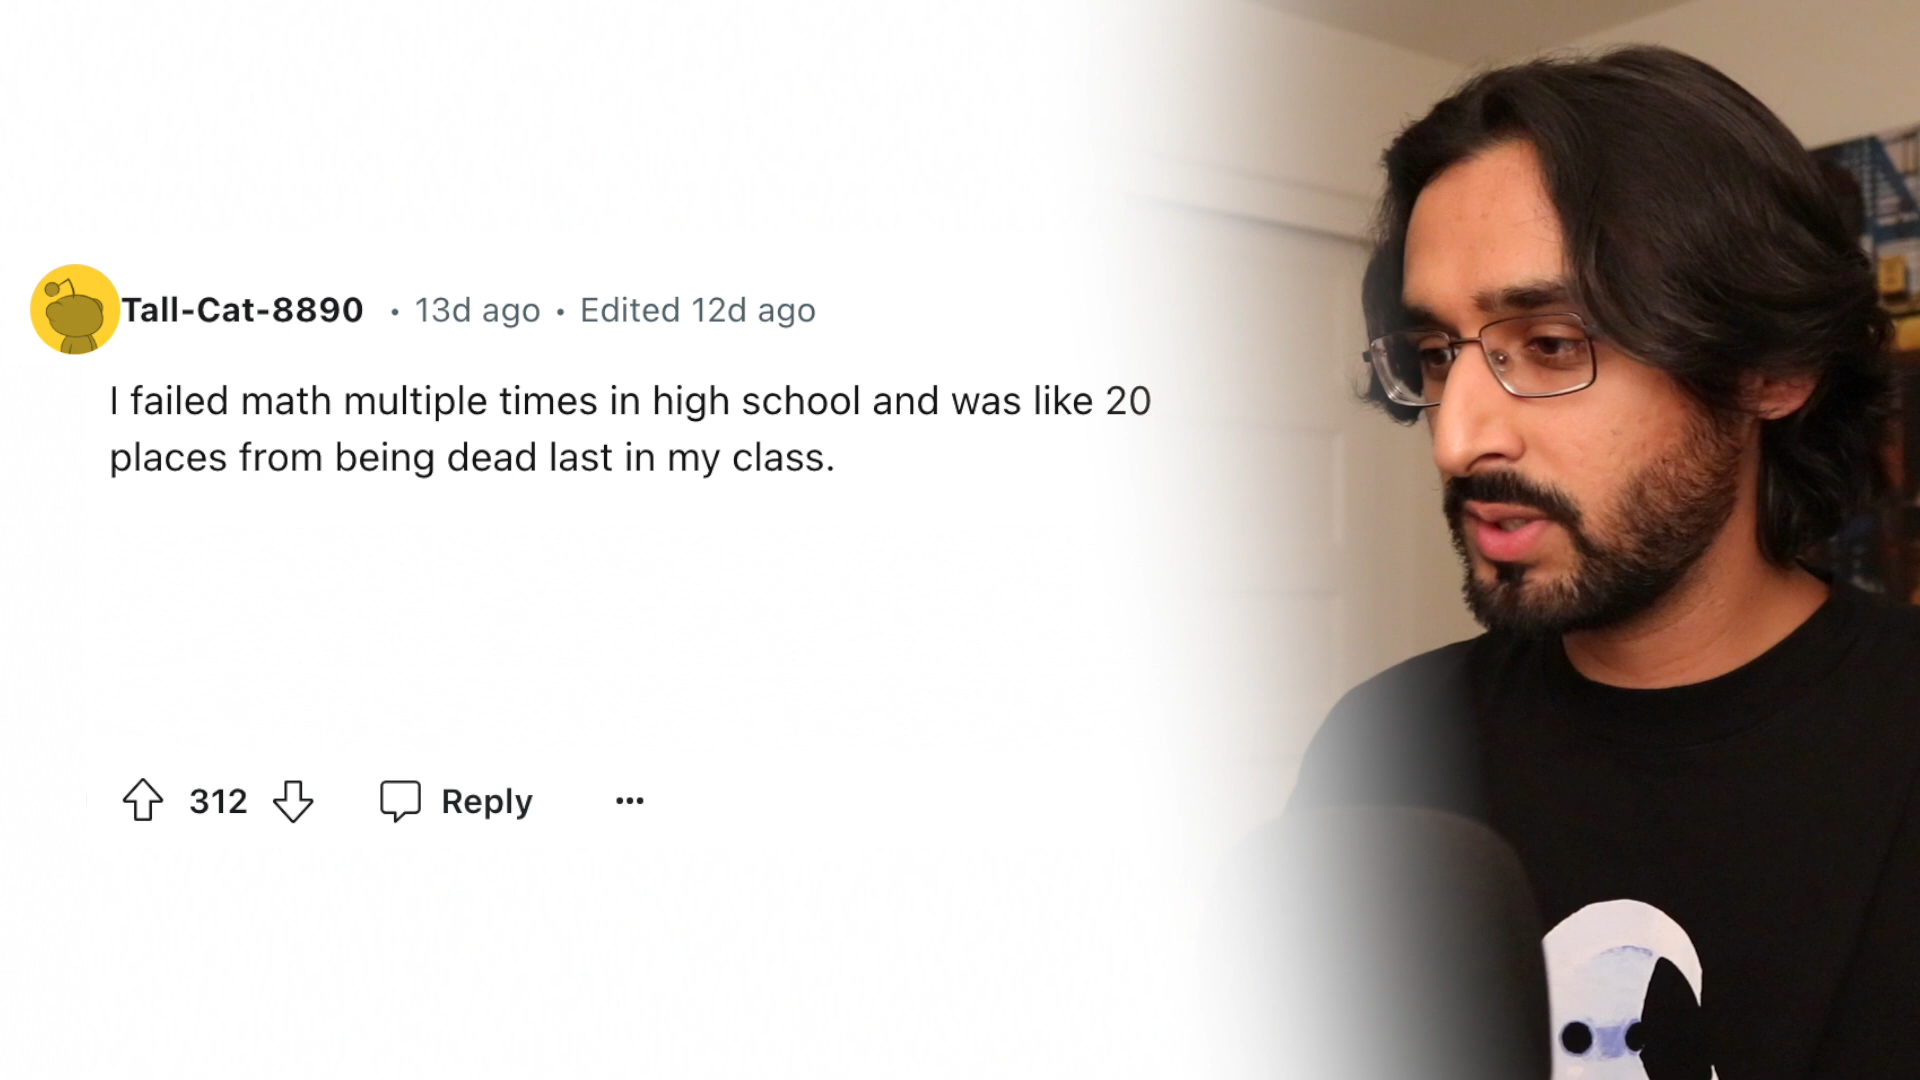 Tall-Cat-8890 • 13d ago • Edited 12d ago
I failed math multiple times in high school and was like 20
places from being dead last in my class.
312 Reply ...